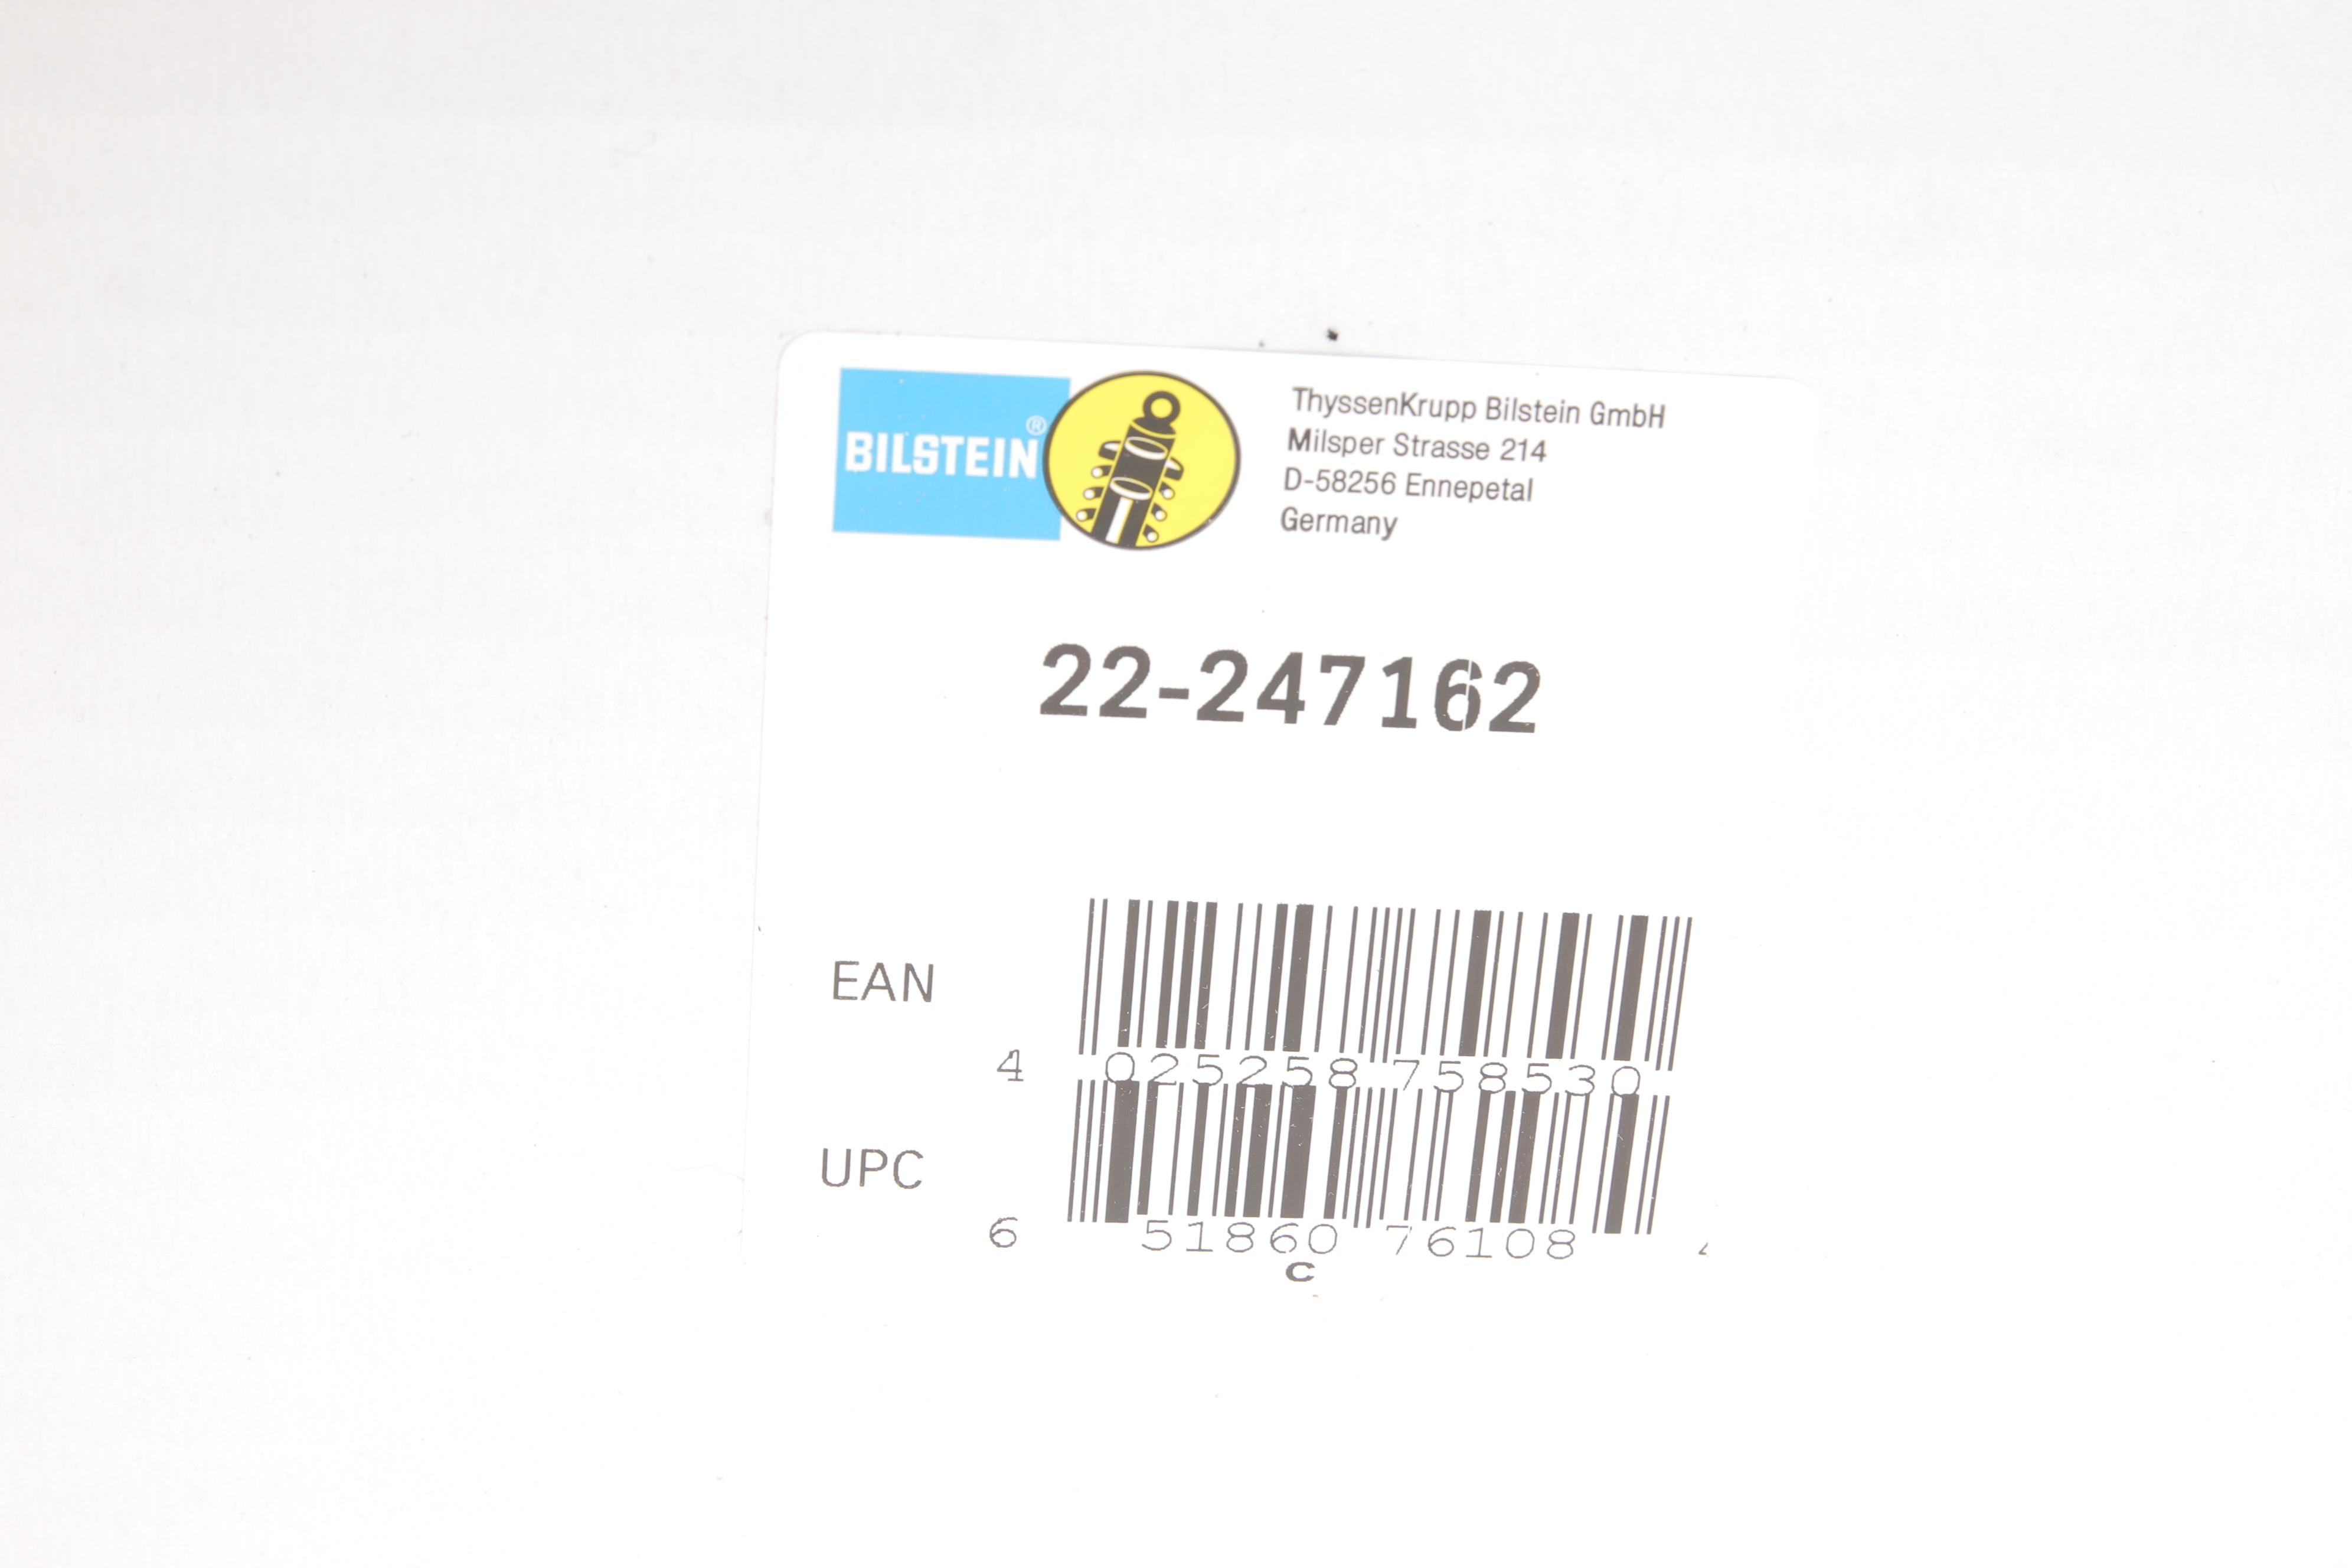 BILSTEIN®
ThyssenKrupp Bilstein GmbH
Milsper Strasse 214
D-58256 Ennepetal
Germany
22-247162
EAN
4 025258 758530
UPC
6 51860 76108
C